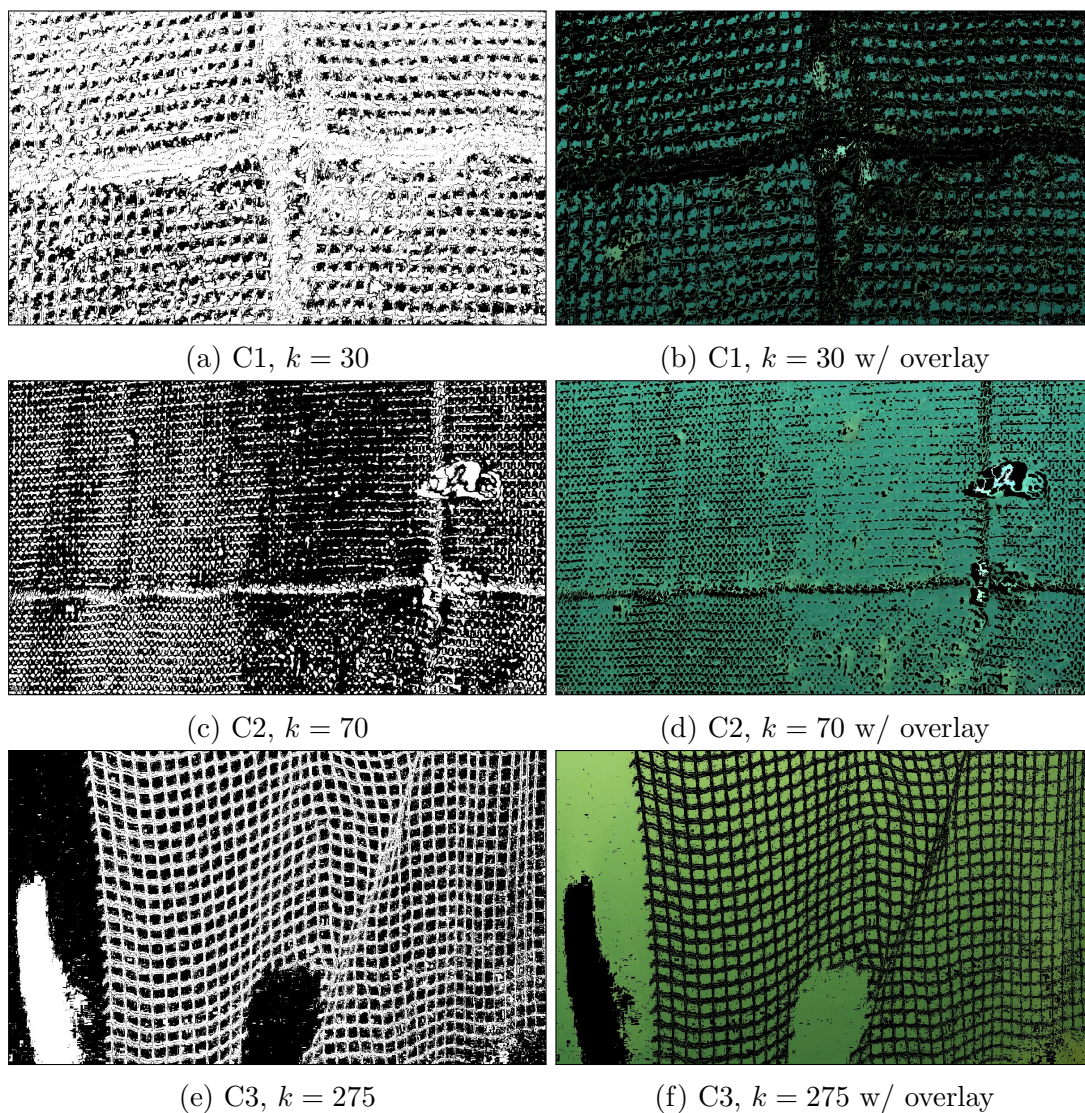 (a) C1, k = 30
(b) C1, k = 30 w/ overlay
(c) C2, k = 70
(d) C2, k = 70 w/ overlay
(e) C3, k = 275
(f) C3, k = 275 w/ overlay